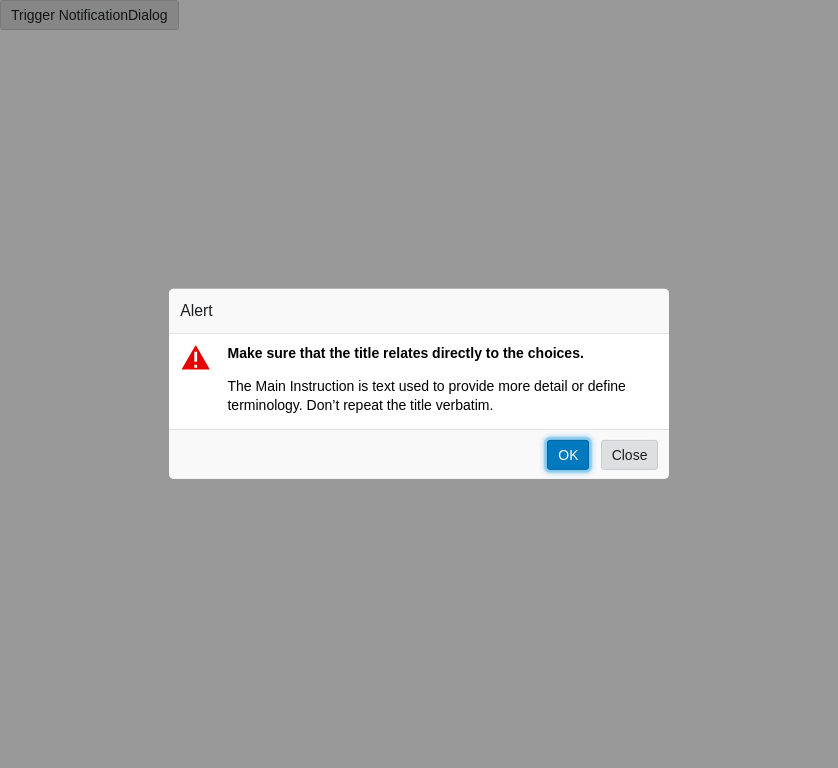 Trigger NotificationDialog
Alert
Make sure that the title relates directly to the choices.
The Main Instruction is text used to provide more detail or define
terminology. Don’t repeat the title verbatim.
OK
Close